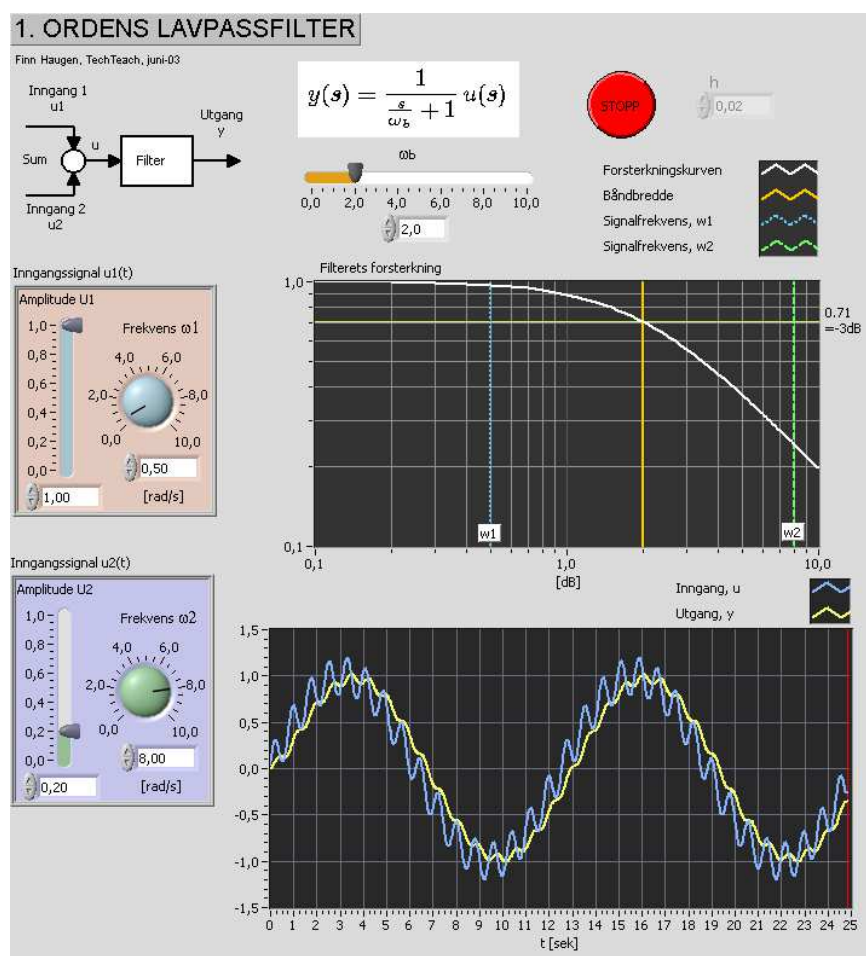 1. ORDENS LAVPASSFILTER
Finn Haugen, TechTeach, juni-03
Inngang 1
u1
Utgang
y
Sum
u
Filter
Inngang 2
u2
y(s) = 1 / (s/ω_b + 1) u(s)
ωb
0,0 2,0 4,0 6,0 8,0 10,0
2,0
STOPP
h
0,02
Forsterkningskurven
Båndbredde
Signalfrekvens, w1
Signalfrekvens, w2
Inngangssignal u1(t)
Amplitude U1
1,0
0,8
0,6
0,4
0,2
0,0
1,00
Frekvens ω1
4,0 6,0
2,0 8,0
0,0 10,0
0,50
[rad/s]
Filterets forsterkning
1,0
0.71
=-3dB
w1
w2
0,1
0,1 1,0 10,0
[dB]
Inngangssignal u2(t)
Amplitude U2
1,0
0,8
0,6
0,4
0,2
0,0
0,20
Frekvens ω2
4,0 6,0
2,0 8,0
0,0 10,0
8,00
[rad/s]
Inngang, u
Utgang, y
1,5
1,0
0,5
0,0
-0,5
-1,0
-1,5
0 1 2 3 4 5 6 7 8 9 10 11 12 13 14 15 16 17 18 19 20 21 22 23 24 25
t [sek]